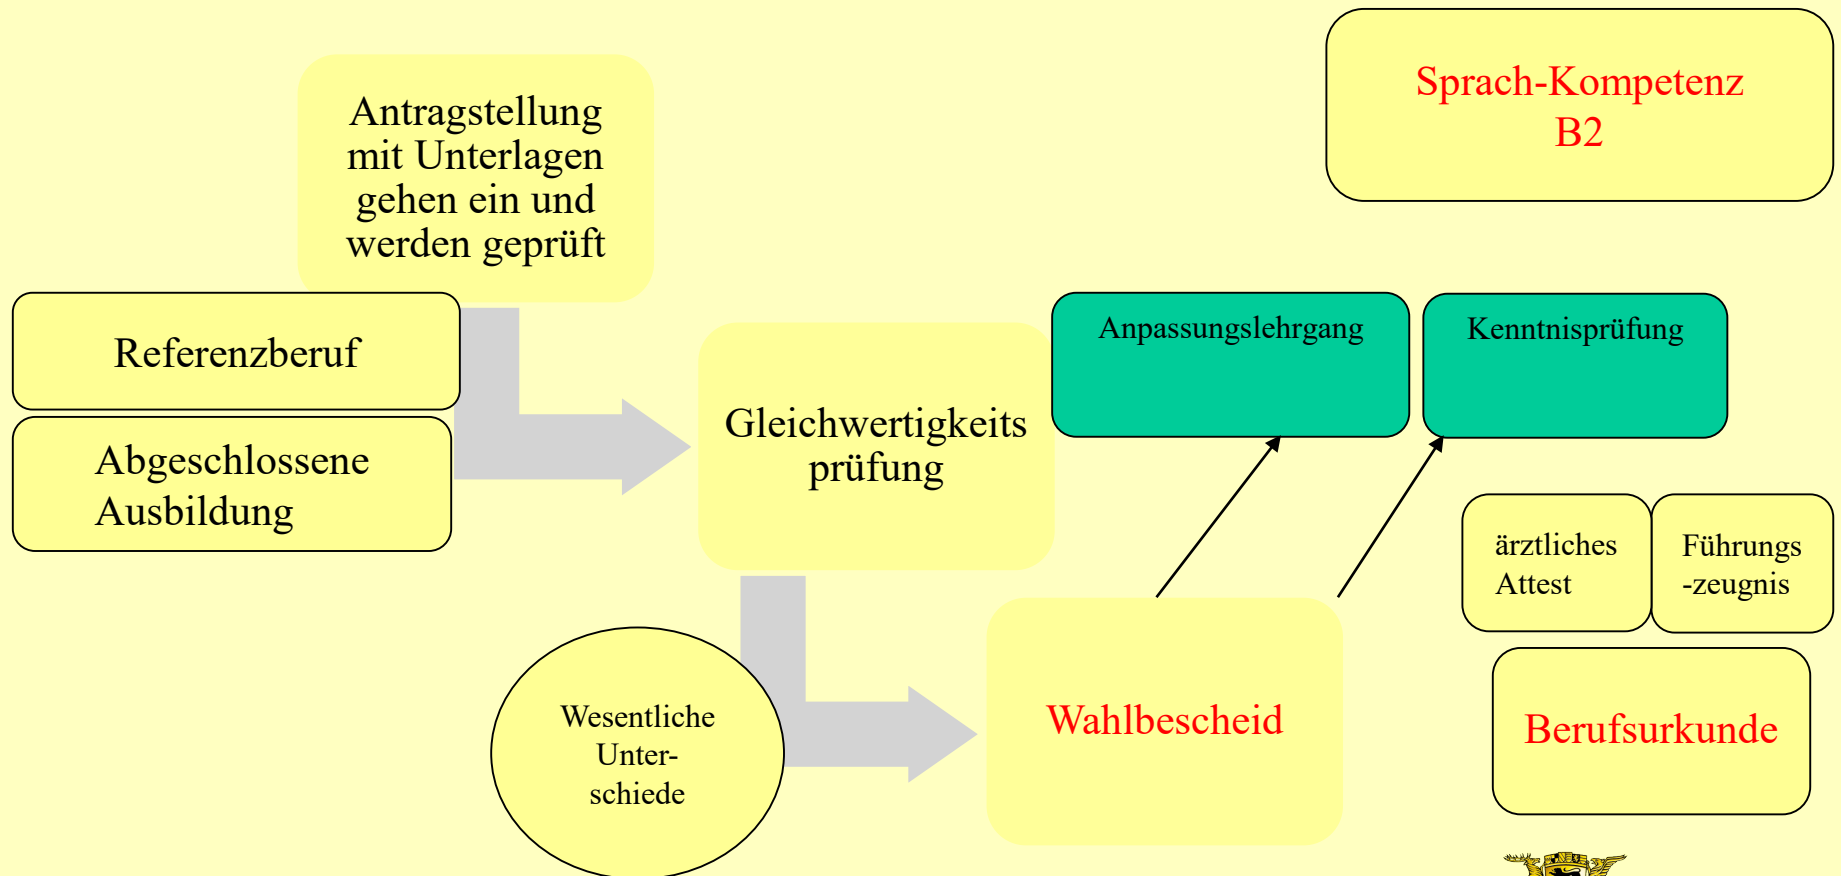 Sprach-Kompetenz
B2
Antragstellung
mit Unterlagen
gehen ein und
werden geprüft
Referenzberuf
Abgeschlossene
Ausbildung
Gleichwertigkeits
prüfung
Anpassungslehrgang
Kenntnisprüfung
ärztliches
Attest
Führungs
-zeugnis
Wesentliche
Unter-
schiede
Wahlbescheid
Berufsurkunde